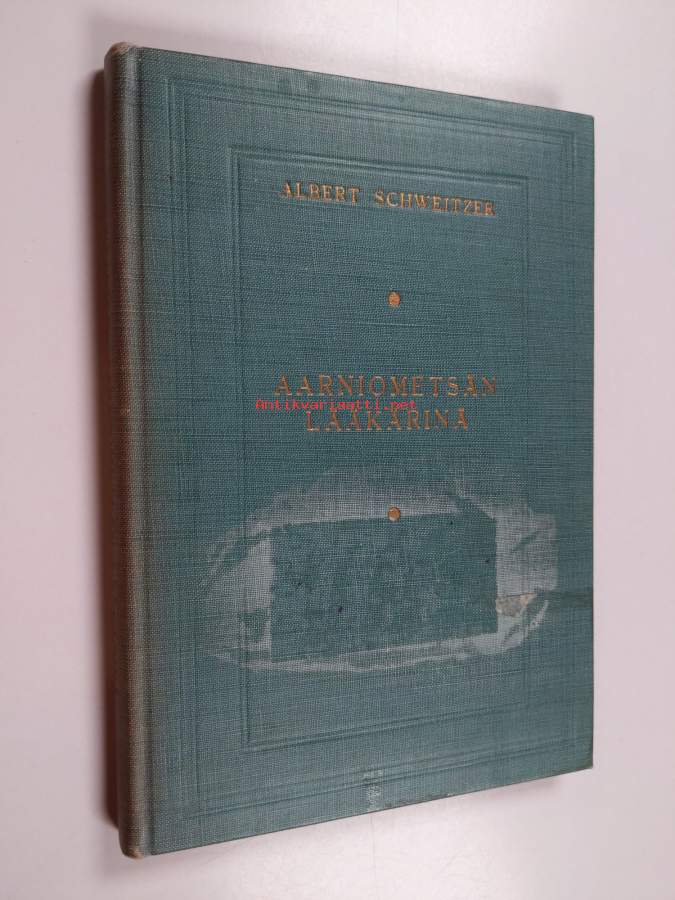 ALBERT SCHWEITZER
AARNIOMETSÄN
Antikvariaatti.net
LÄÄKÄRINÄ